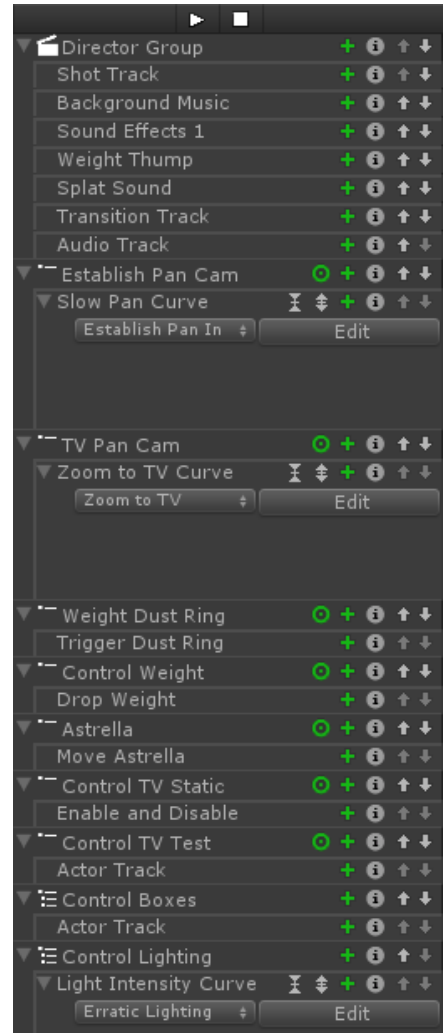 Director Group
Shot Track
Background Music
Sound Effects 1
Weight Thump
Splat Sound
Transition Track
Audio Track
Establish Pan Cam
Slow Pan Curve
Establish Pan In Edit
TV Pan Cam
Zoom to TV Curve
Zoom to TV Edit
Weight Dust Ring
Trigger Dust Ring
Control Weight
Drop Weight
Astrella
Move Astrella
Control TV Static
Enable and Disable
Control TV Test
Actor Track
Control Boxes
Actor Track
Control Lighting
Light Intensity Curve
Erratic Lighting Edit